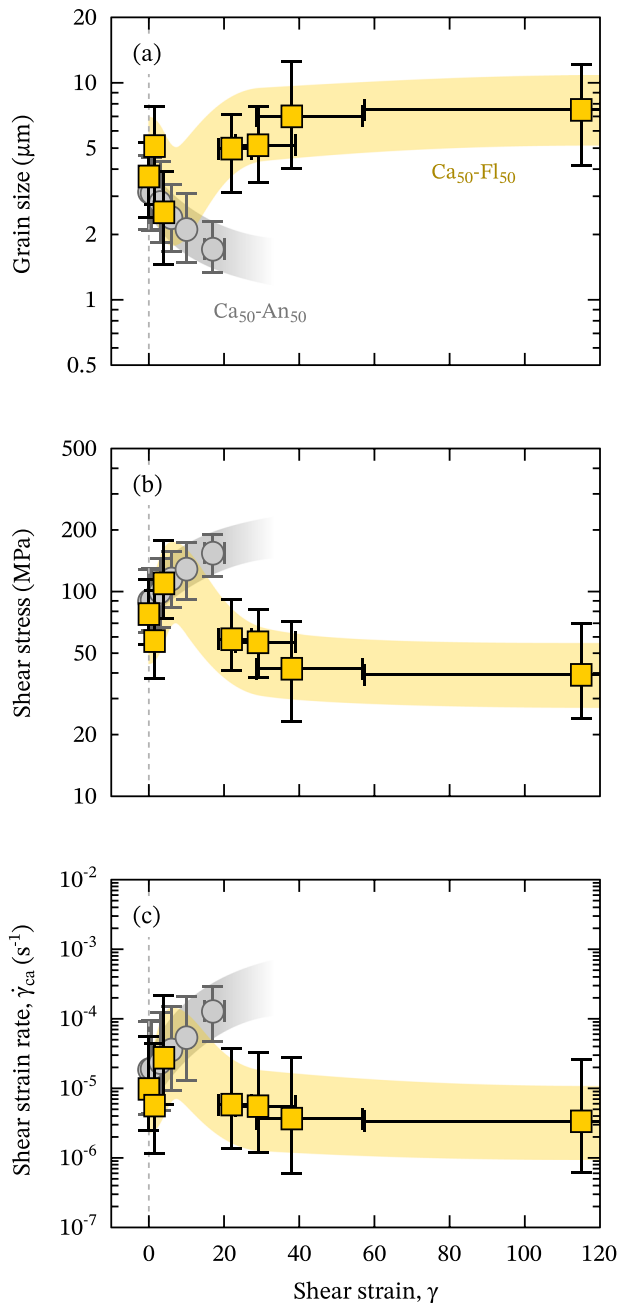 20
(a)
10
5
2
1
0.5
Grain size (μm)
Ca₅₀-Fl₅₀
Ca₅₀-An₅₀
500
(b)
200
100
50
20
10
Shear stress (MPa)
10⁻²
(c)
10⁻³
10⁻⁴
10⁻⁵
10⁻⁶
10⁻⁷
Shear strain rate, γ̇ca (s⁻¹)
0 20 40 60 80 100 120
Shear strain, γ